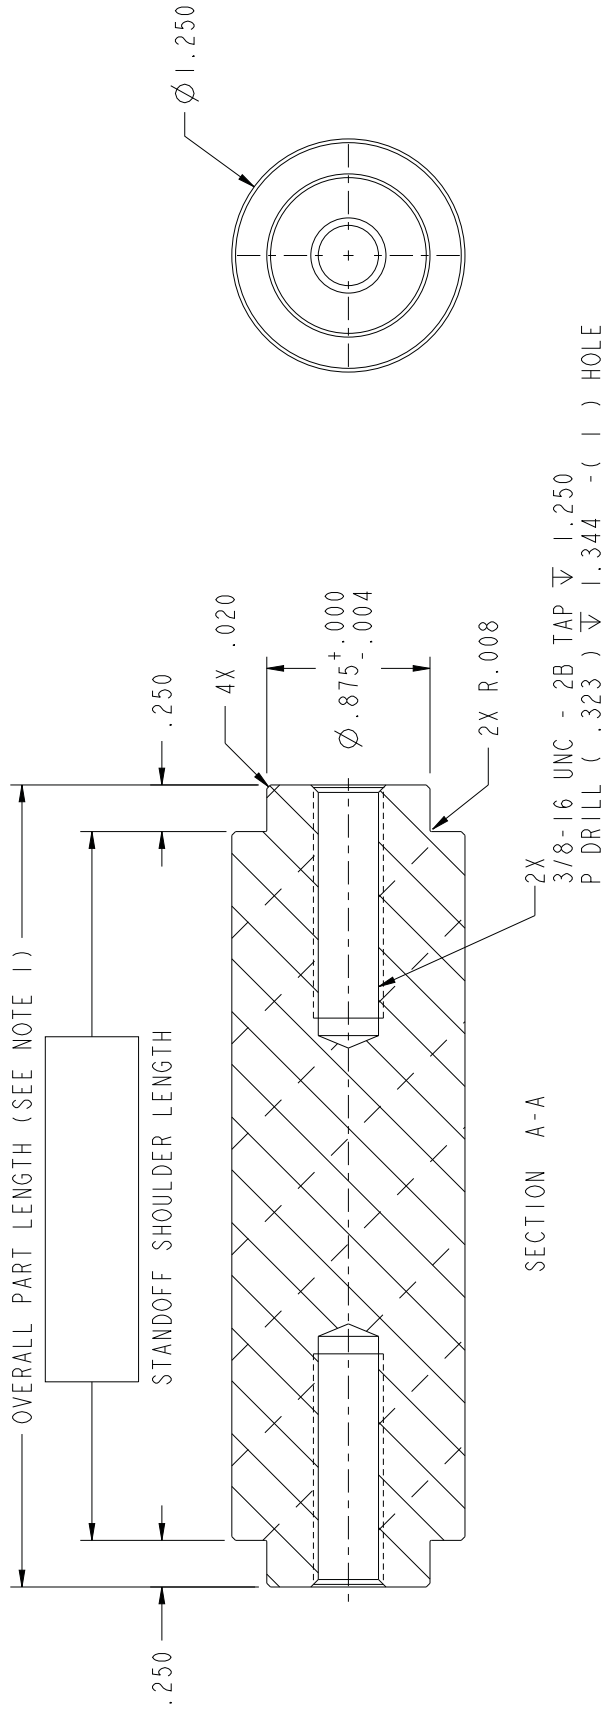 OVERALL PART LENGTH (SEE NOTE 1)
STANDOFF SHOULDER LENGTH
.250
.250
4X .020
Ø.875 +.000
-.004
2X R.008
2X
3/8-16 UNC - 2B TAP ↧ 1.250
P DRILL ( .323 ) ↧ 1.344 -( 1 ) HOLE
SECTION A-A
Ø1.250